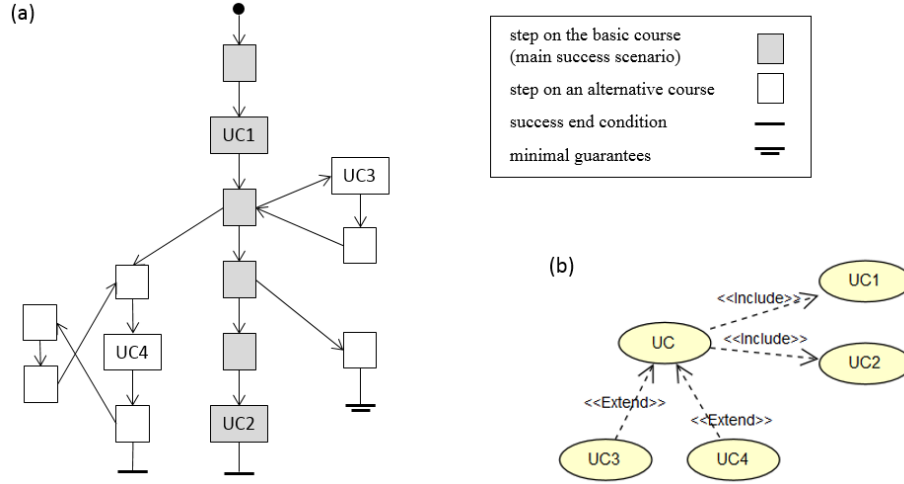 (a)
UC1
UC3
UC4
UC2
step on the basic course
(main success scenario)
step on an alternative course
success end condition
minimal guarantees
(b)
UC1
<<Include>>
UC
<<Include>>
UC2
<<Extend>>
<<Extend>>
UC3
UC4